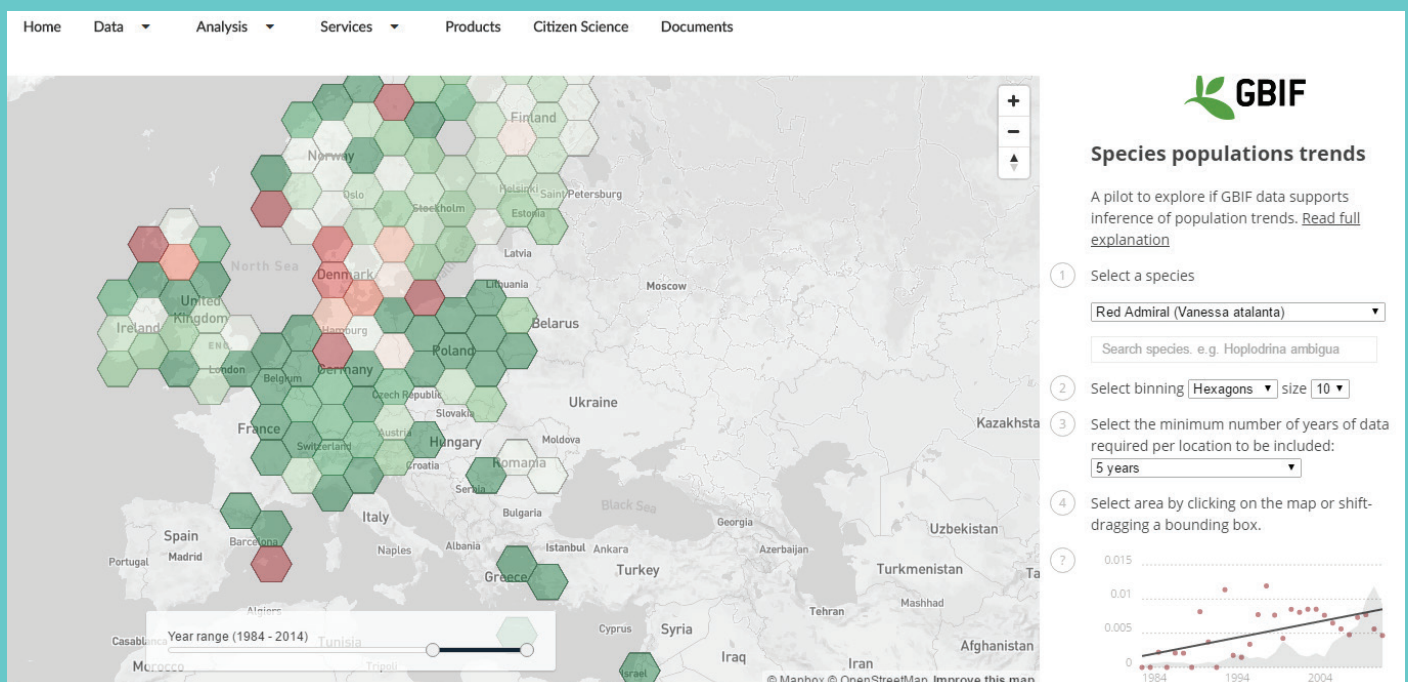 Home Data Analysis Services Products Citizen Science Documents
GBIF
Species populations trends
A pilot to explore if GBIF data supports
inference of population trends. Read full
explanation
1 Select a species
Red Admiral (Vanessa atalanta)
Search species. e.g. Hoplodrina ambigua
2 Select binning Hexagons size 10
3 Select the minimum number of years of data
required per location to be included:
5 years
4 Select area by clicking on the map or shift-
dragging a bounding box.
?
0.015
0.01
0.005
0
1984 1994 2004
+
−
Finland
Norway
Oslo
Helsinki
Saint Petersburg
Stockholm
Estonia
Latvia
North Sea
Denmark
Lithuania
Moscow
United
Kingdom
Ireland
ENG
Hamburg
Belarus
London
Belgium
Germany
Poland
Czech Republic
Slovakia
Ukraine
Kazakhsta
France
Switzerland
Austria
Hungary
Moldova
Croatia
Romania
Serbia
Black Sea
Italy
Bulgaria
Georgia
Uzbekistan
Spain
Barcelona
Portugal
Madrid
Naples
Albania
Istanbul
Ankara
Azerbaijan
Greece
Turkey
Turkmenistan
Ta
Mashhad
Algiers
Tehran
Year range (1984 - 2014)
Casablanca
Tunisia
Cyprus
Syria
Afghanistan
Morocco
Tripoli
Iraq
Iran
Israel
© Mapbox © OpenStreetMap Improve this map